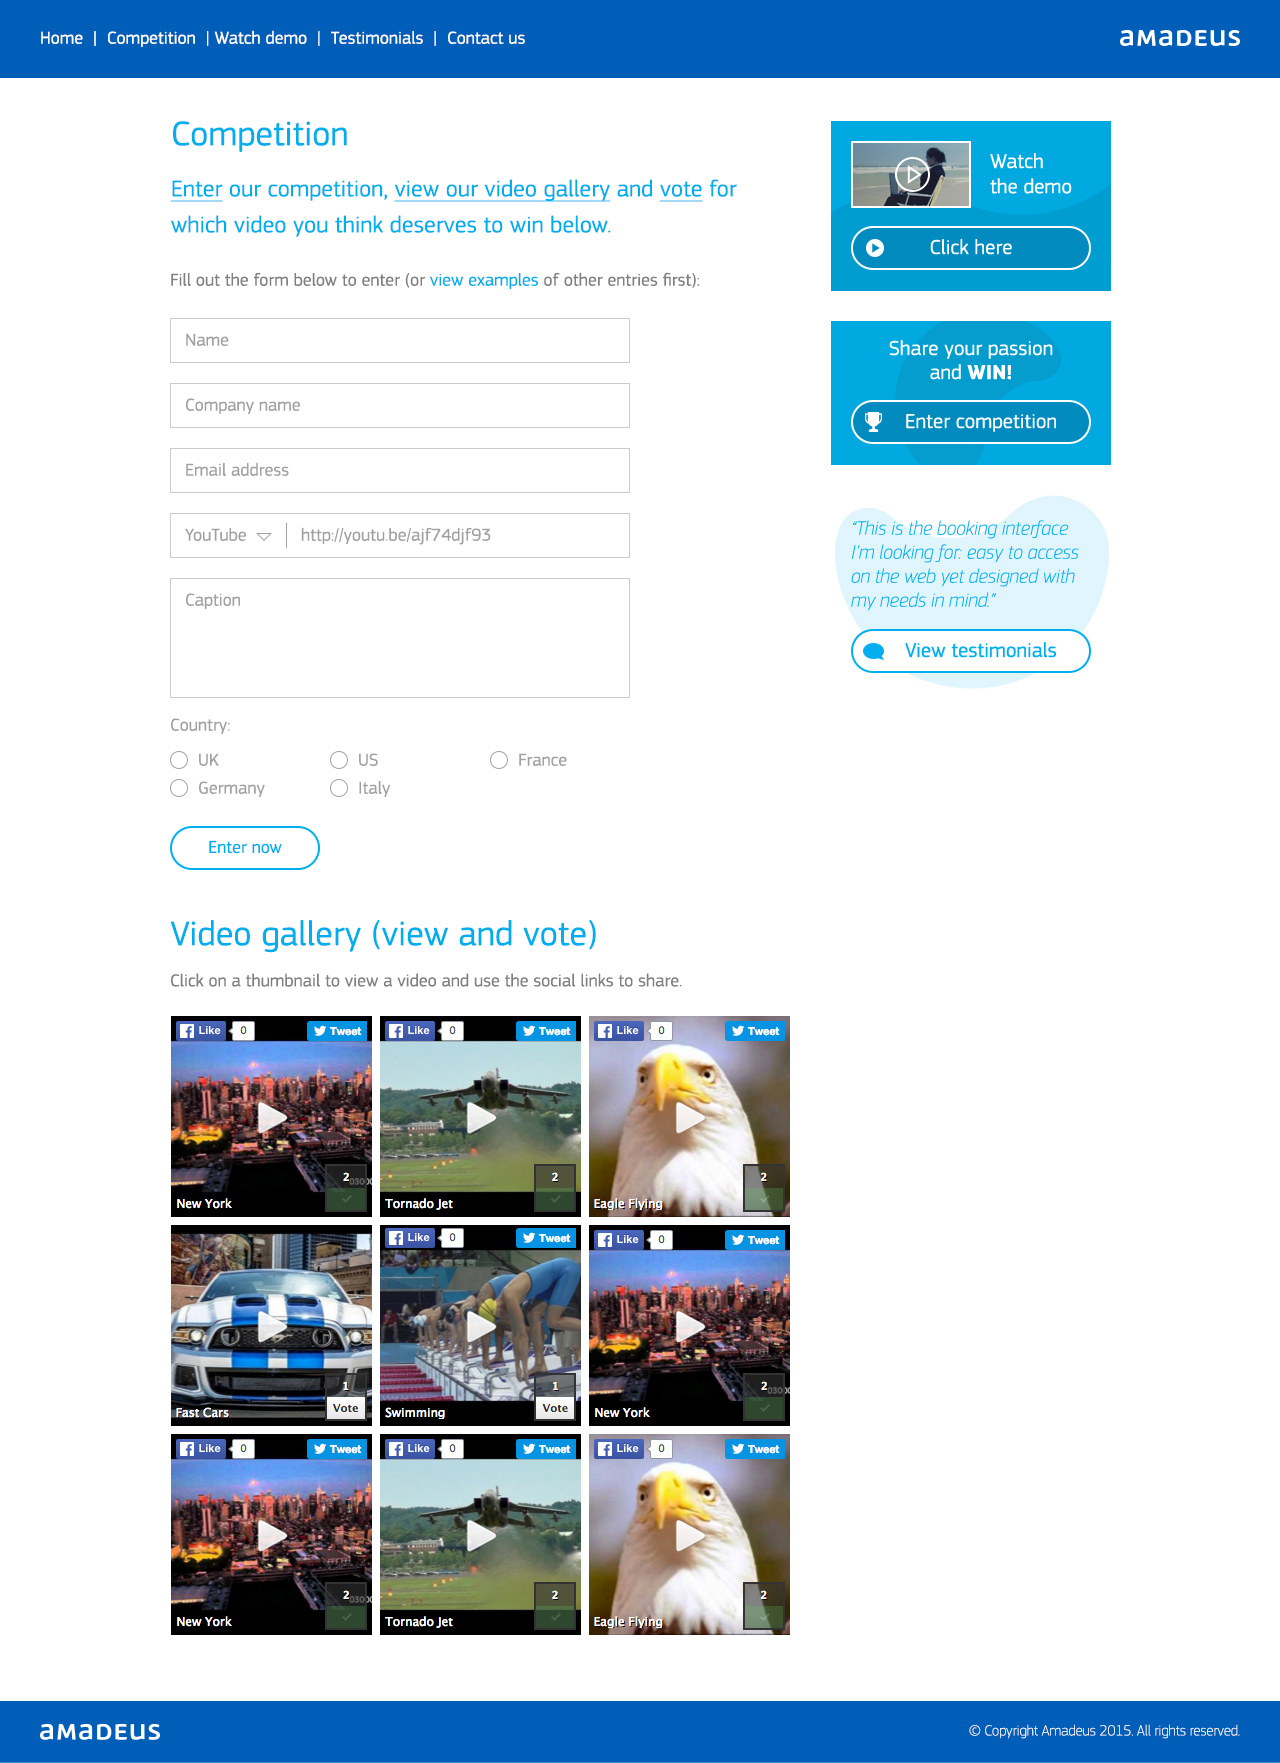 Home | Competition | Watch demo | Testimonials | Contact us
amadeus
Competition
Enter our competition, view our video gallery and vote for
which video you think deserves to win below.
Fill out the form below to enter (or view examples of other entries first):
Name
Company name
Email address
YouTube
http://youtu.be/ajf74djf93
Caption
Country:
UK
US
France
Germany
Italy
Enter now
Watch
the demo
Click here
Share your passion
and WIN!
Enter competition
“This is the booking interface
I'm looking for: easy to access
on the web yet designed with
my needs in mind.”
View testimonials
Video gallery (view and vote)
Click on a thumbnail to view a video and use the social links to share.
Like 0 Tweet
2
New York
Like 0 Tweet
2
Tornado Jet
Like 0 Tweet
2
Eagle Flying
1
Vote
Fast Cars
Like 0 Tweet
1
Vote
Swimming
Like 0 Tweet
2
New York
Like 0 Tweet
2
New York
Like 0 Tweet
2
Tornado Jet
Like 0 Tweet
2
Eagle Flying
amadeus
© Copyright Amadeus 2015. All rights reserved.